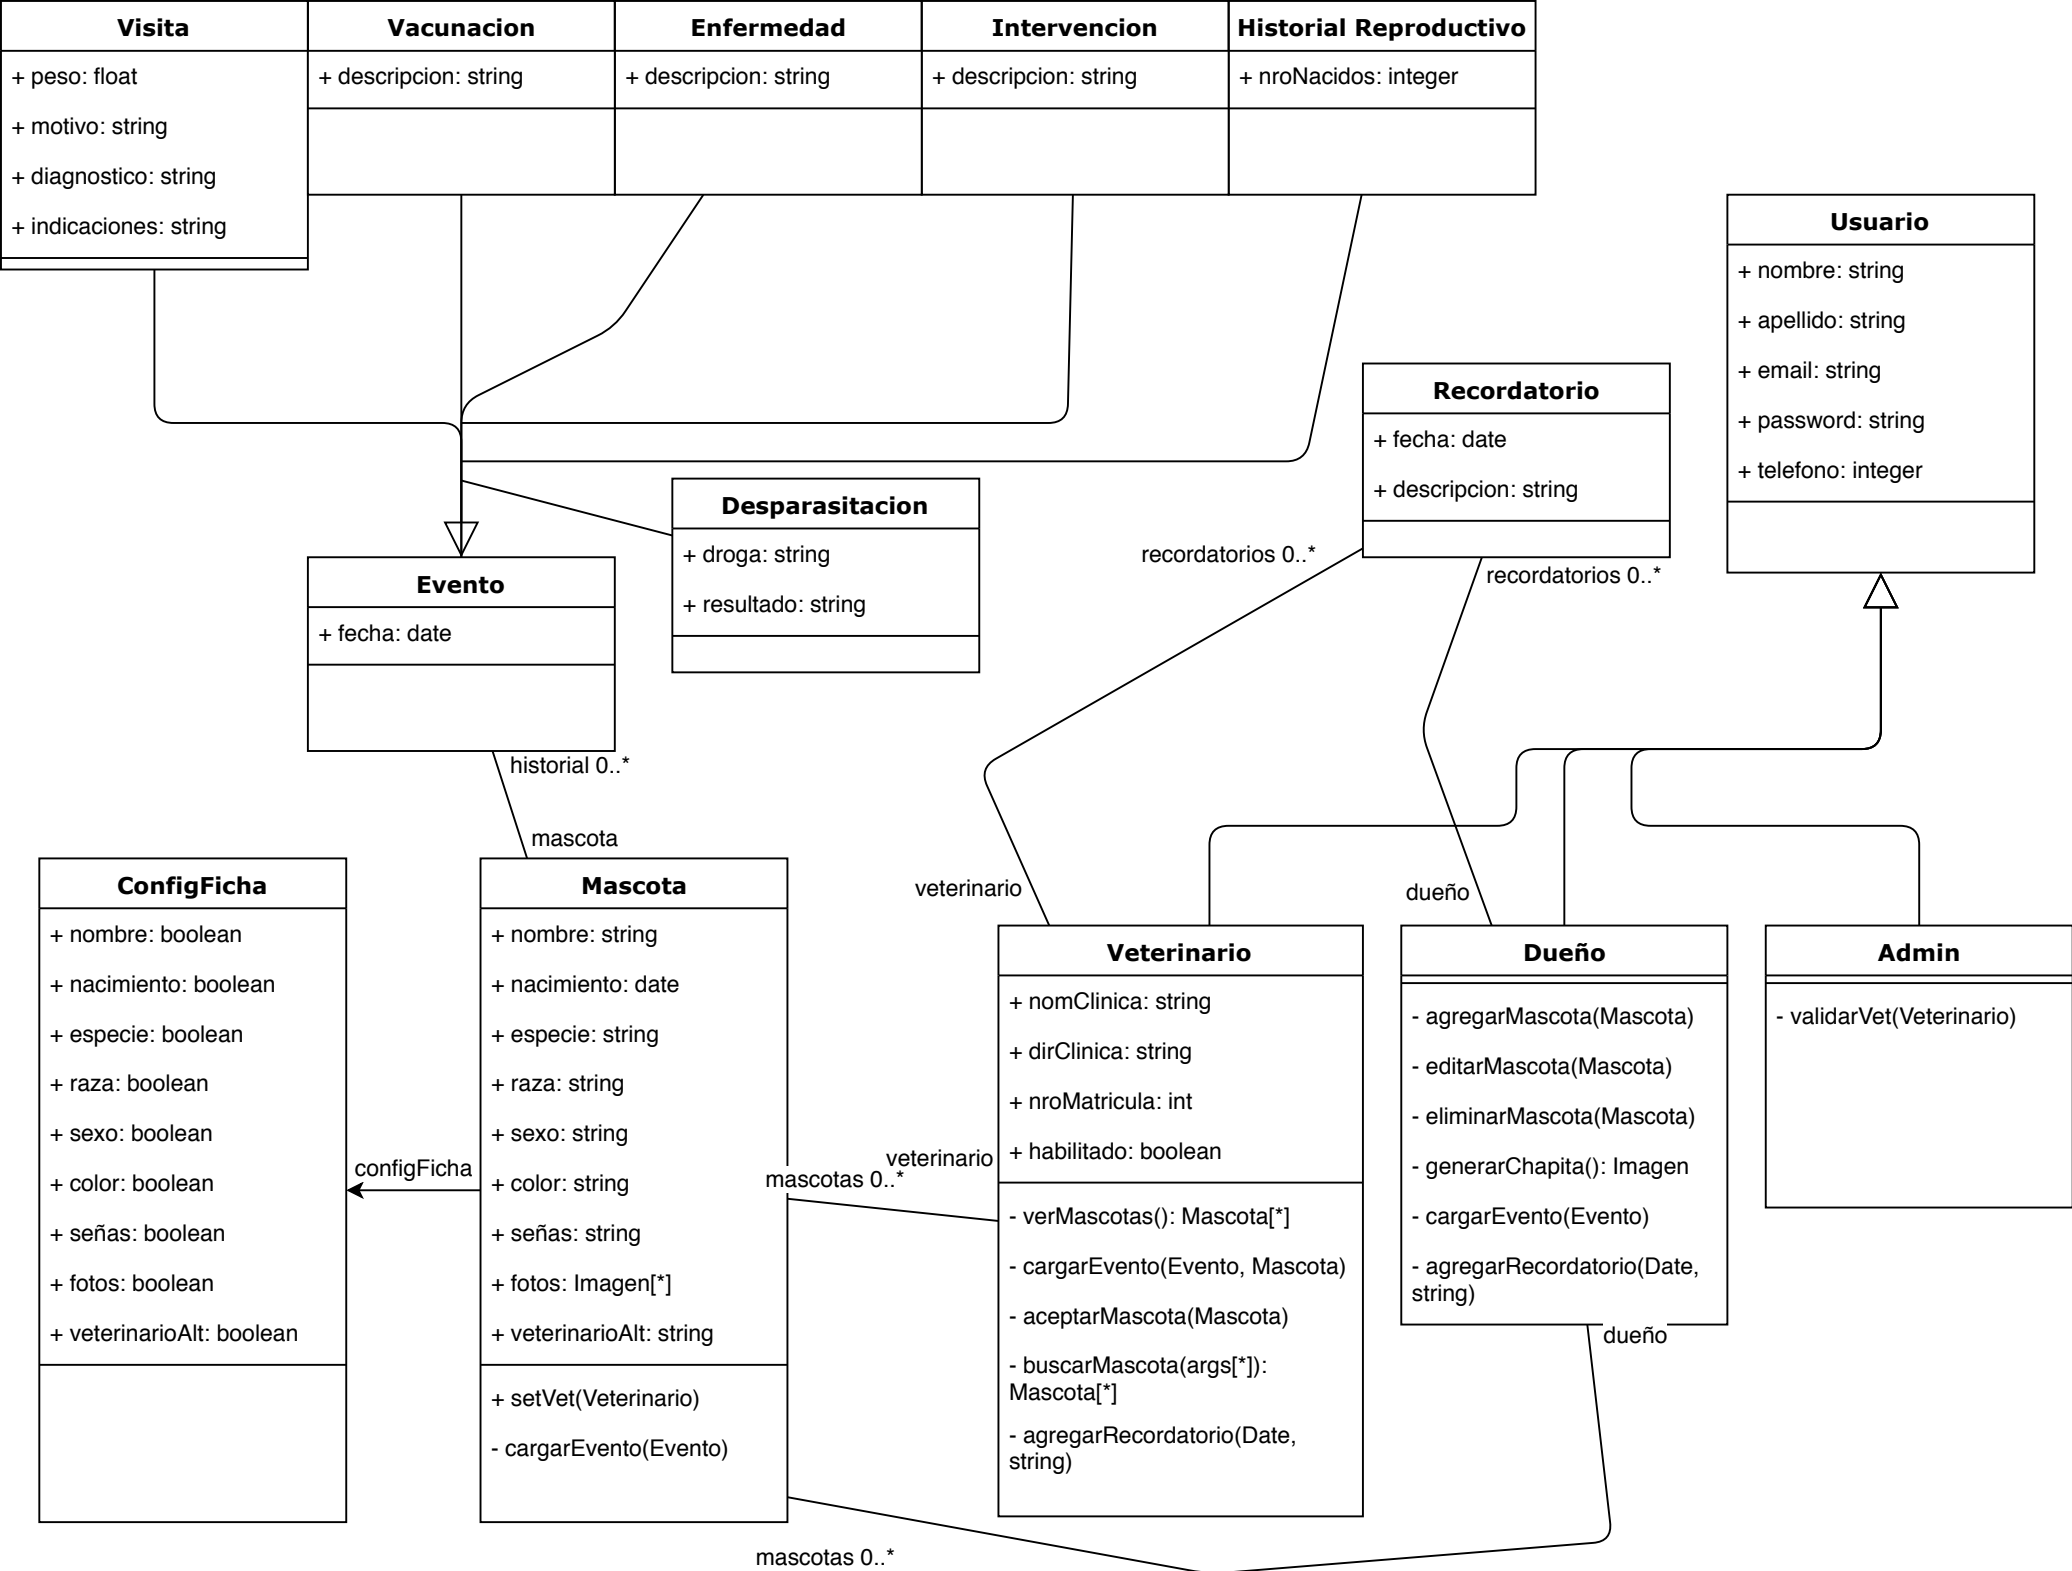 Visita
+ peso: float
+ motivo: string
+ diagnostico: string
+ indicaciones: string
Vacunacion
+ descripcion: string
Enfermedad
+ descripcion: string
Intervencion
+ descripcion: string
Historial Reproductivo
+ nroNacidos: integer
Usuario
+ nombre: string
+ apellido: string
+ email: string
+ password: string
+ telefono: integer
Recordatorio
+ fecha: date
+ descripcion: string
recordatorios 0..*
recordatorios 0..*
Desparasitacion
+ droga: string
+ resultado: string
Evento
+ fecha: date
historial 0..*
mascota
veterinario
dueño
ConfigFicha
+ nombre: boolean
+ nacimiento: boolean
+ especie: boolean
+ raza: boolean
+ sexo: boolean
+ color: boolean
+ señas: boolean
+ fotos: boolean
+ veterinarioAlt: boolean
configFicha
Mascota
+ nombre: string
+ nacimiento: date
+ especie: string
+ raza: string
+ sexo: string
+ color: string
+ señas: string
+ fotos: Imagen[*]
+ veterinarioAlt: string
+ setVet(Veterinario)
- cargarEvento(Evento)
veterinario
mascotas 0..*
Veterinario
+ nomClinica: string
+ dirClinica: string
+ nroMatricula: int
+ habilitado: boolean
- verMascotas(): Mascota[*]
- cargarEvento(Evento, Mascota)
- aceptarMascota(Mascota)
- buscarMascota(args[*]):
Mascota[*]
- agregarRecordatorio(Date,
string)
Dueño
- agregarMascota(Mascota)
- editarMascota(Mascota)
- eliminarMascota(Mascota)
- generarChapita(): Imagen
- cargarEvento(Evento)
- agregarRecordatorio(Date,
string)
Admin
- validarVet(Veterinario)
dueño
mascotas 0..*